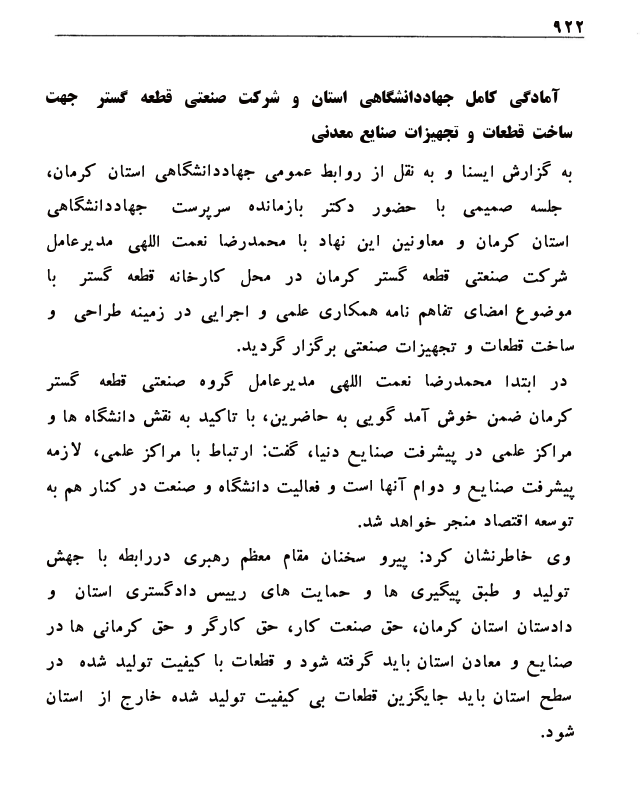 ۹۲۲
آمادگی کامل جهاددانشگاهی استان و شرکت صنعتی قطعه گستر جهت
ساخت قطعات و تجهیزات صنایع معدنی
به گزارش ایسنا و به نقل از روابط عمومی جهاددانشگاهی استان کرمان،
جلسه صمیمی با حضور دکتر بازمانده سرپرست جهاددانشگاهی
استان کرمان و معاونین این نهاد با محمدرضا نعمت اللهی مدیرعامل
شرکت صنعتی قطعه گستر کرمان در محل کارخانه قطعه گستر با
موضوع امضای تفاهم نامه همکاری علمی و اجرایی در زمینه طراحی و
ساخت قطعات و تجهیزات صنعتی برگزار گردید.
در ابتدا محمدرضا نعمت اللهی مدیرعامل گروه صنعتی قطعه گستر
کرمان ضمن خوش آمد گویی به حاضرین، با تاکید به نقش دانشگاه ها و
مراکز علمی در پیشرفت صنایع دنیا، گفت: ارتباط با مراکز علمی، لازمه
پیشرفت صنایع و دوام آنها است و فعالیت دانشگاه و صنعت در کنار هم به
توسعه اقتصاد منجر خواهد شد.
وی خاطرنشان کرد: پیرو سخنان مقام معظم رهبری دررابطه با جهش
تولید و طبق پیگیری ها و حمایت های رییس دادگستری استان و
دادستان استان کرمان، حق صنعت کار، حق کارگر و حق کرمانی ها در
صنایع و معادن استان باید گرفته شود و قطعات با کیفیت تولید شده در
سطح استان باید جایگزین قطعات بی کیفیت تولید شده خارج از استان
شود.